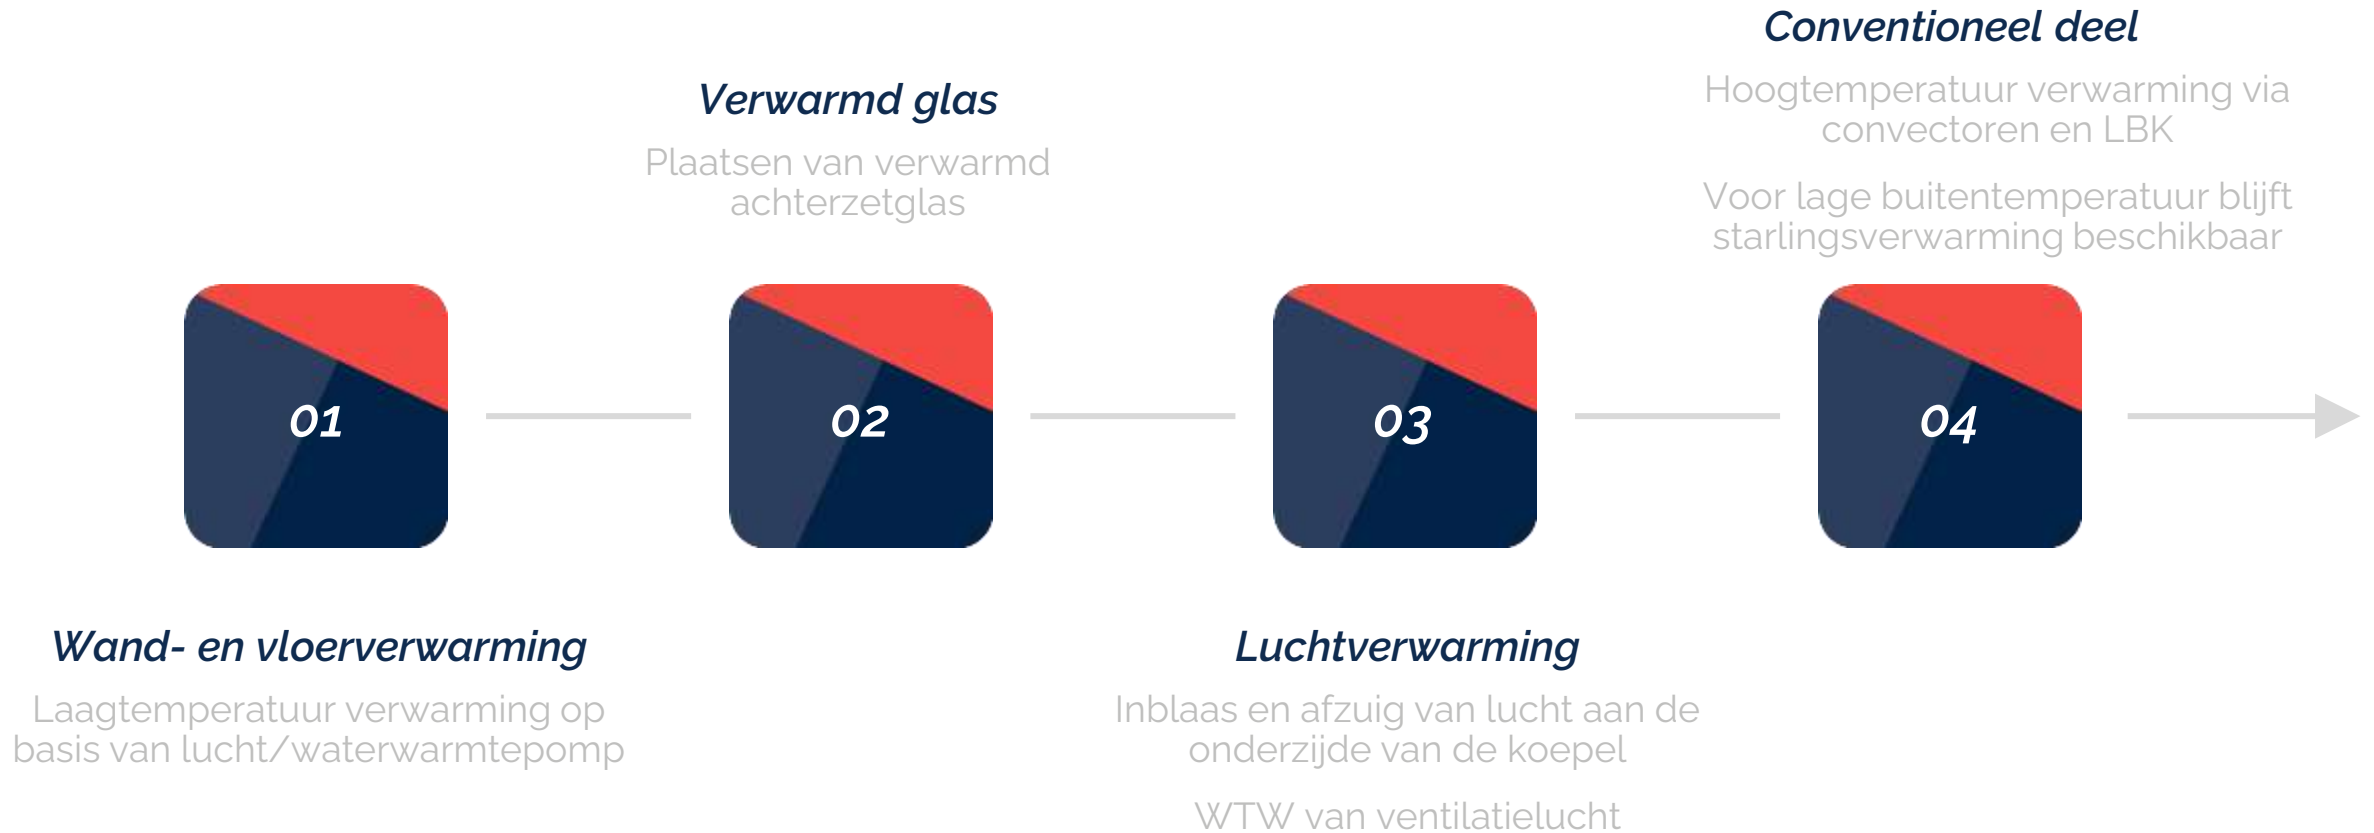 01
Wand- en vloerverwarming
Laagtemperatuur verwarming op
basis van lucht/waterwarmtepomp
Verwarmd glas
Plaatsen van verwarmd
achterzetglas
02
03
Luchtverwarming
Inblaas en afzuig van lucht aan de
onderzijde van de koepel
WTW van ventilatielucht
Conventioneel deel
Hoogtemperatuur verwarming via
convectoren en LBK
Voor lage buitentemperatuur blijft
starlingsverwarming beschikbaar
04